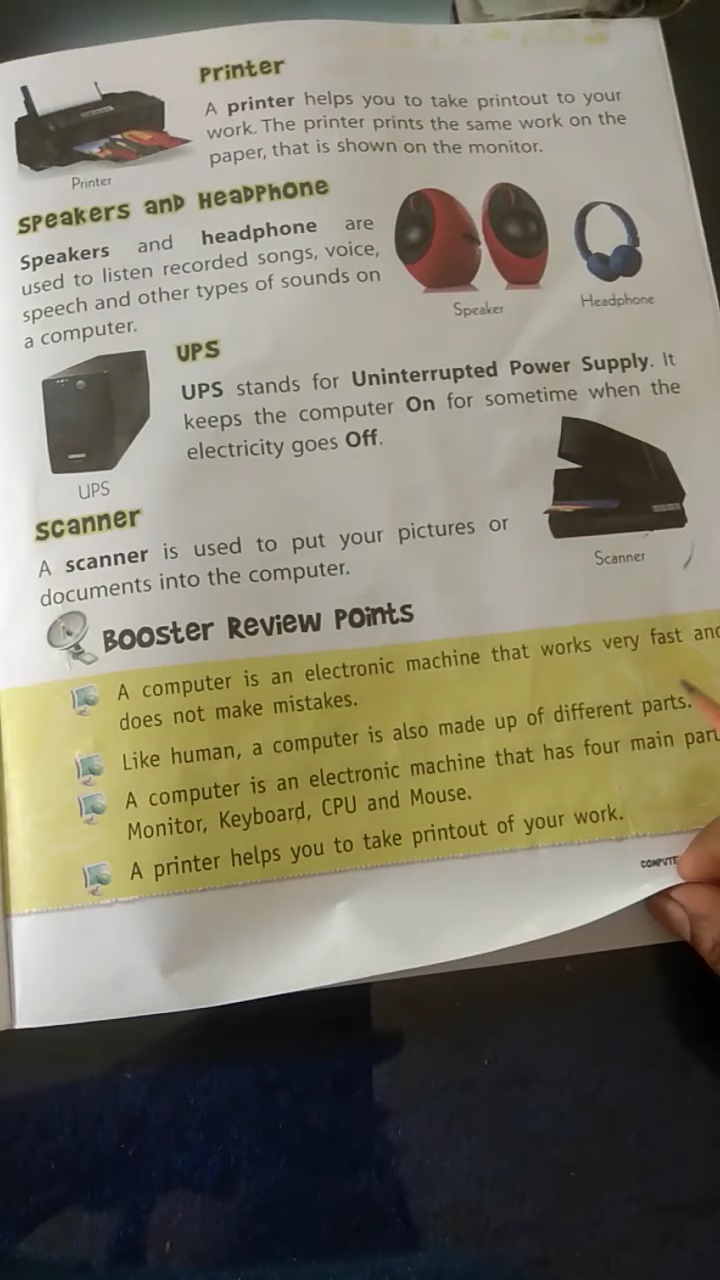 Printer
A printer helps you to take printout to your
work. The printer prints the same work on the
paper, that is shown on the monitor.
Printer
Speakers and Headphone
Speakers and headphone are
used to listen recorded songs, voice,
speech and other types of sounds on
a computer.
Speaker
Headphone
UPS
UPS stands for Uninterrupted Power Supply. It
keeps the computer On for sometime when the
electricity goes Off.
UPS
Scanner
A scanner is used to put your pictures or
documents into the computer.
Scanner
Booster Review Points
A computer is an electronic machine that works very fast and
does not make mistakes.
Like human, a computer is also made up of different parts.
A computer is an electronic machine that has four main par
Monitor, Keyboard, CPU and Mouse.
A printer helps you to take printout of your work.
COMPUTE